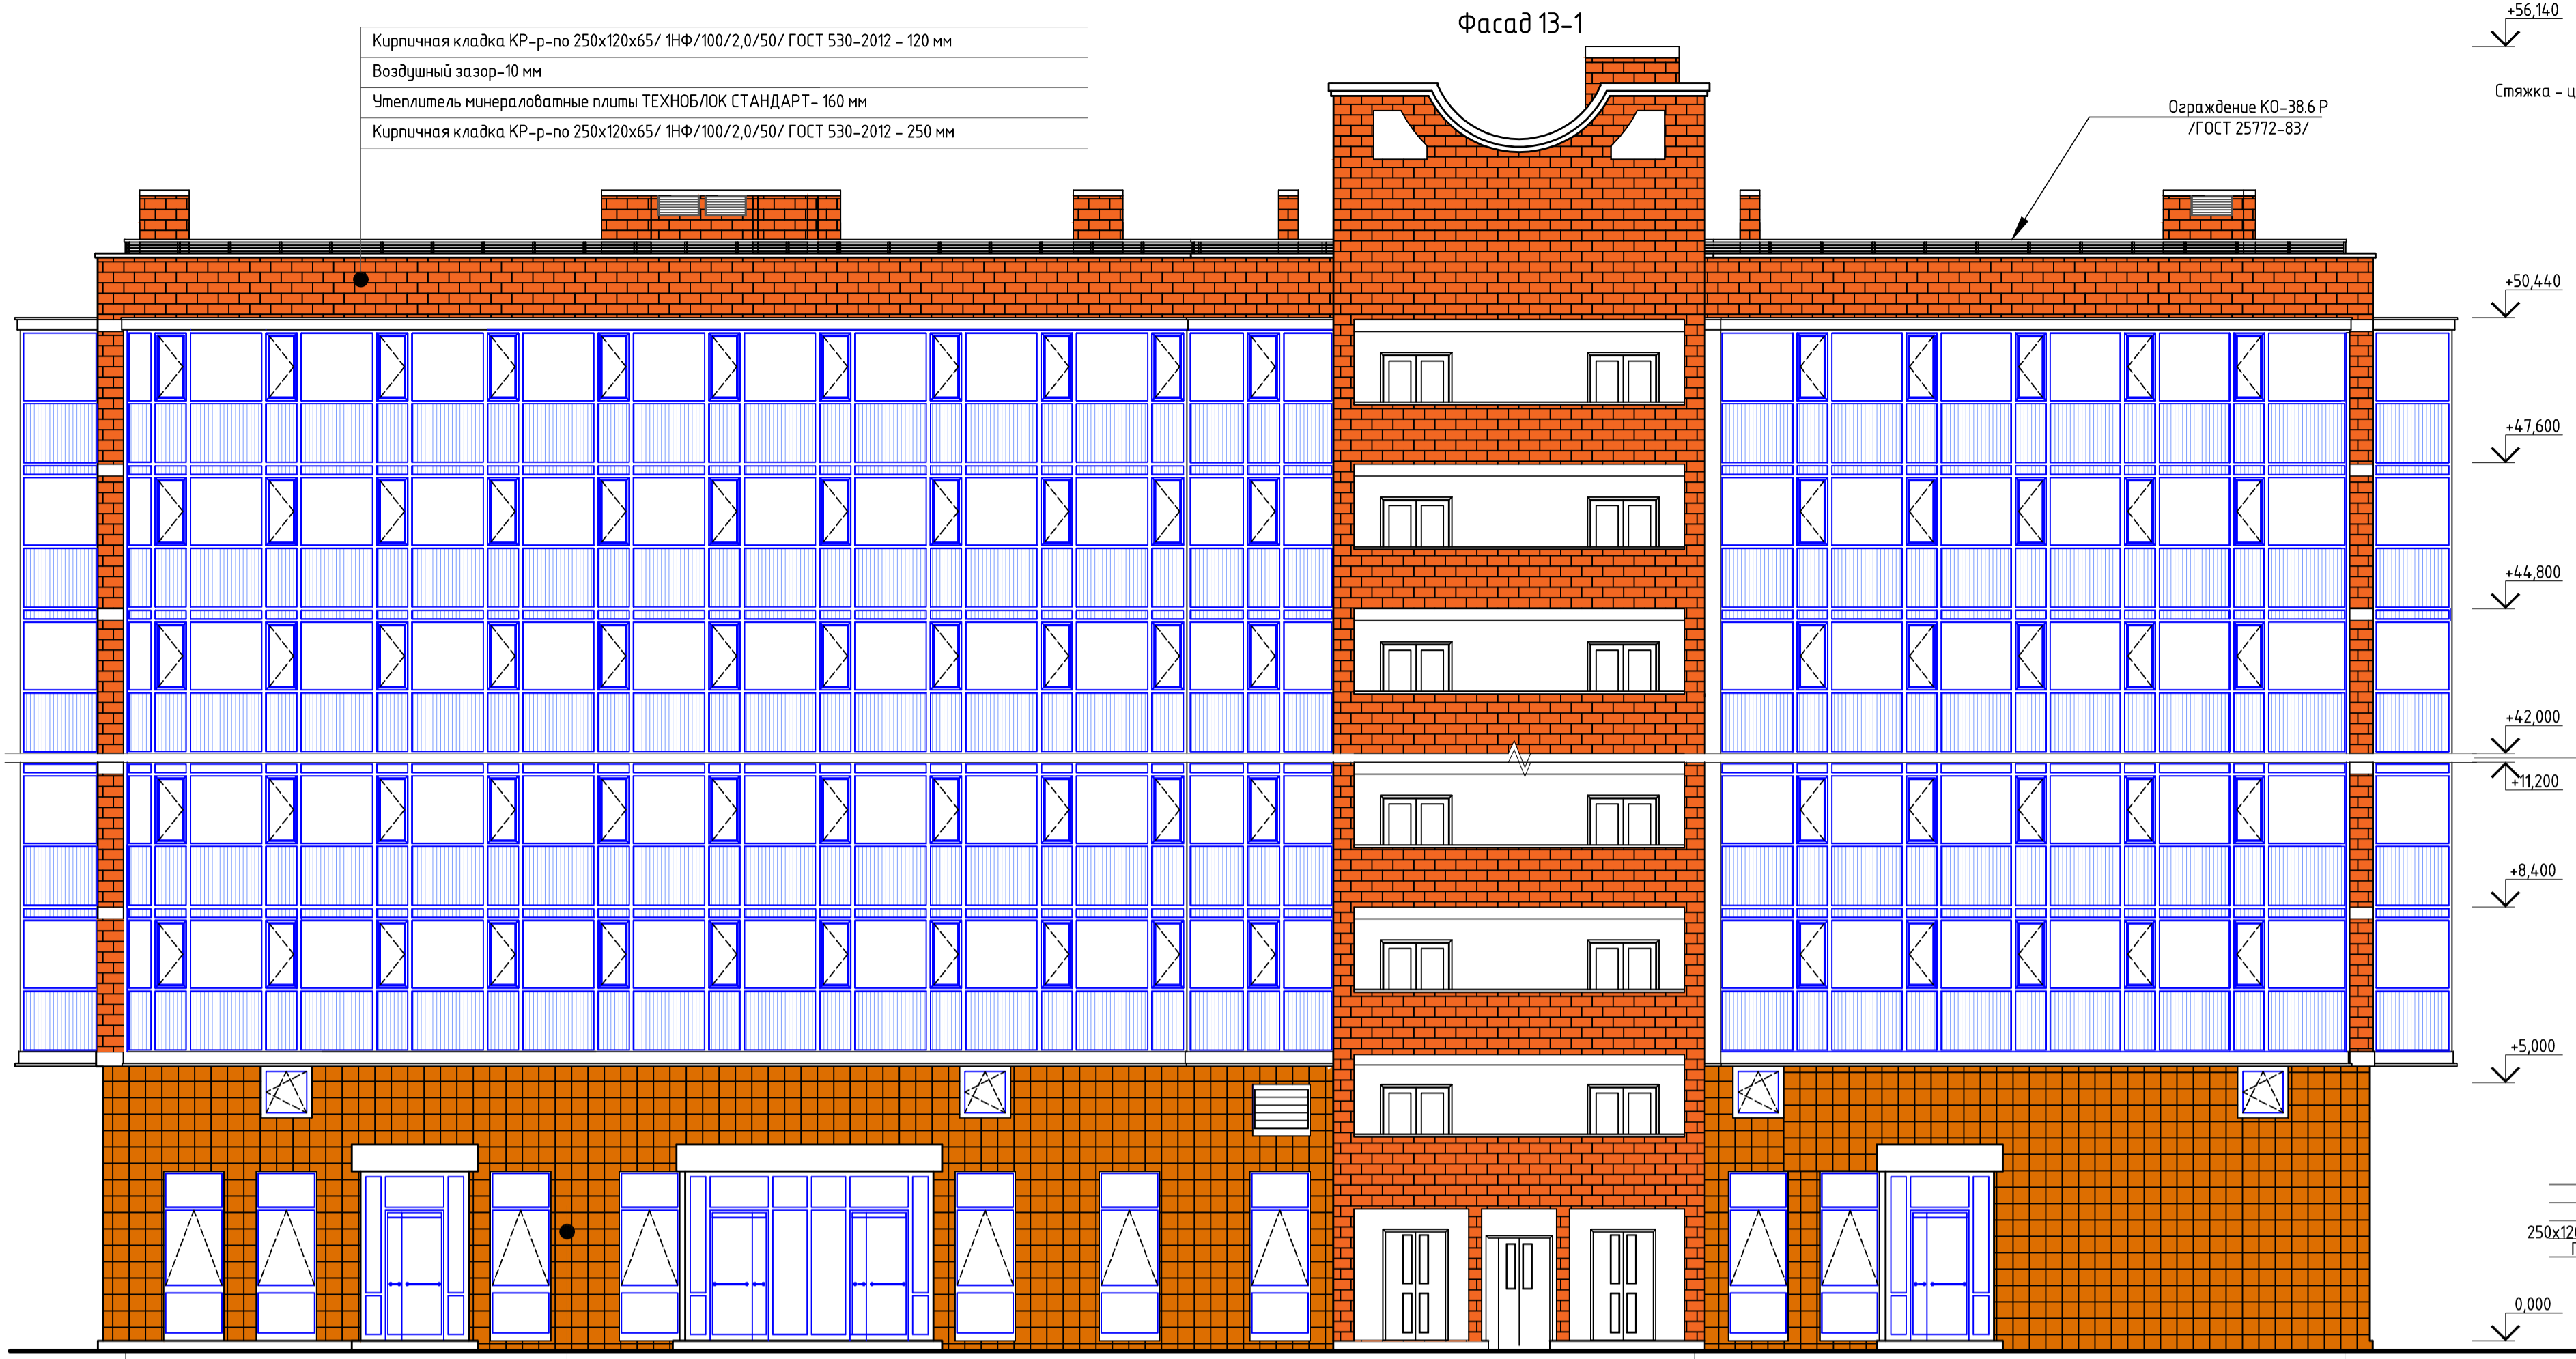 Фасад 13-1
Кирпичная кладка КР-р-по 250х120х65/ 1НФ/100/2,0/50/ ГОСТ 530-2012 - 120 мм
Воздушный зазор-10 мм
Утеплитель минераловатные плиты ТЕХНОБЛОК СТАНДАРТ- 160 мм
Кирпичная кладка КР-р-по 250х120х65/ 1НФ/100/2,0/50/ ГОСТ 530-2012 - 250 мм
+56,140
Стяжка - ц
Ограждение КО-38.6 Р
/ГОСТ 25772-83/
+50,440
+47,600
+44,800
+42,000
+11,200
+8,400
+5,000
250х12
0,000